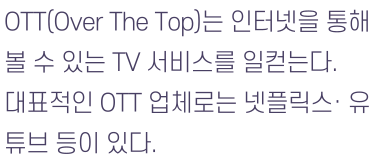 OTT(Over The Top)는 인터넷을 통해
볼 수 있는 TV 서비스를 일컫는다.
대표적인 OTT 업체로는 넷플릭스· 유
튜브 등이 있다.